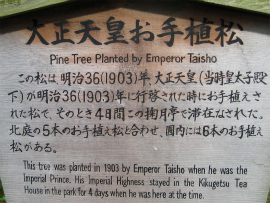 大正天皇お手植松
Pine Tree Planted by Emperor Taisho
この松は明治36(1903)年、大正天皇(当時皇太子殿
下)が明治36(1903)年に行啓された時にお手植えさ
れた松で、そのとき4日間この掬月亭で滞在なされた。
北庭の5本のお手植え松と合わせ、園内には6本のお手植え
松がある。
This tree was planted in 1903 by Emperor Taisho when he was the
Imperial Prince. His Imperial Highness stayed in the Kikugetsu Tea
House in the park for 4 days when he was here at the time.